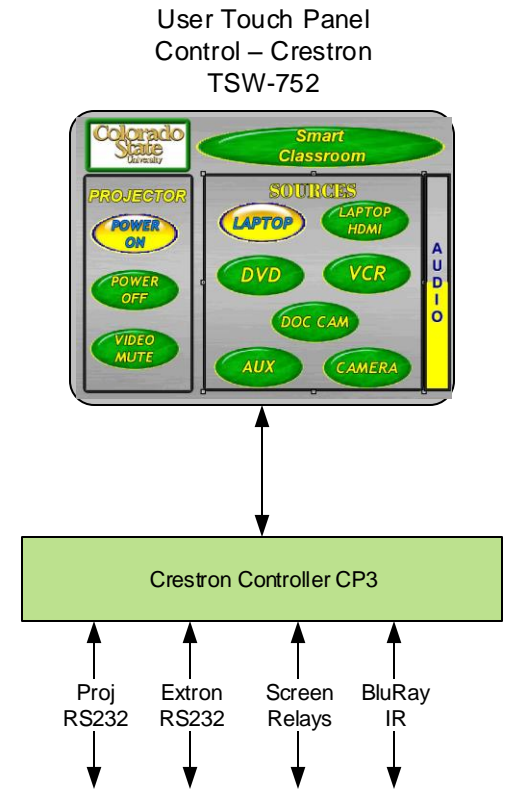 User Touch Panel
Control – Crestron
TSW-752
Colorado
State
University
Smart
Classroom
PROJECTOR
POWER
ON
POWER
OFF
VIDEO
MUTE
SOURCES
LAPTOP
LAPTOP
HDMI
DVD
VCR
DOC CAM
AUX
CAMERA
A
U
D
I
O
Crestron Controller CP3
Proj
RS232
Extron
RS232
Screen
Relays
BluRay
IR